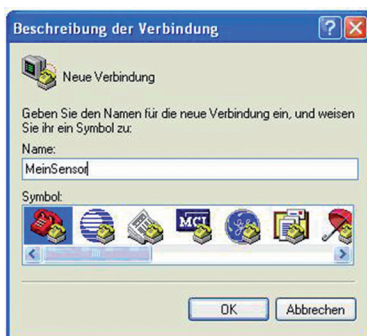 Beschreibung der Verbindung
Neue Verbindung
Geben Sie den Namen für die neue Verbindung ein, und weisen
Sie ihr ein Symbol zu:
Name:
MeinSensor
Symbol:
MCI
OK Abbrechen